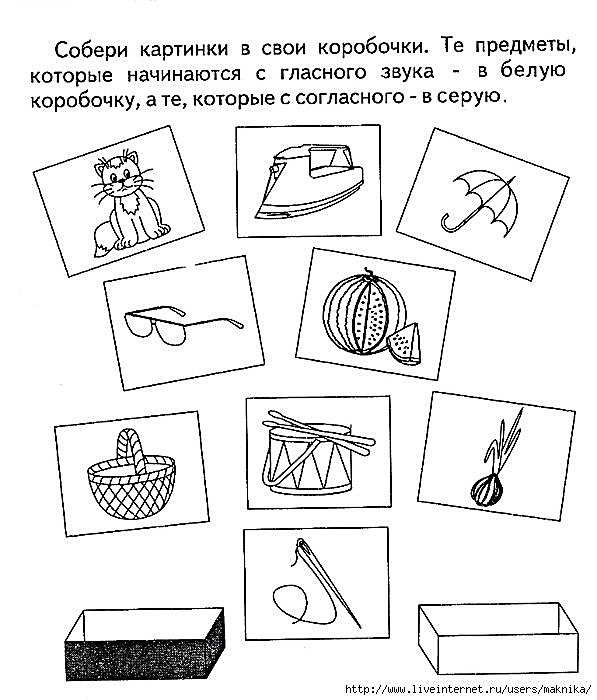 Собери картинки в свои коробочки. Те предметы,
которые начинаются с гласного звука - в белую
коробочку, а те, которые с согласного - в серую.
http://www.liveinternet.ru/users/maknika/